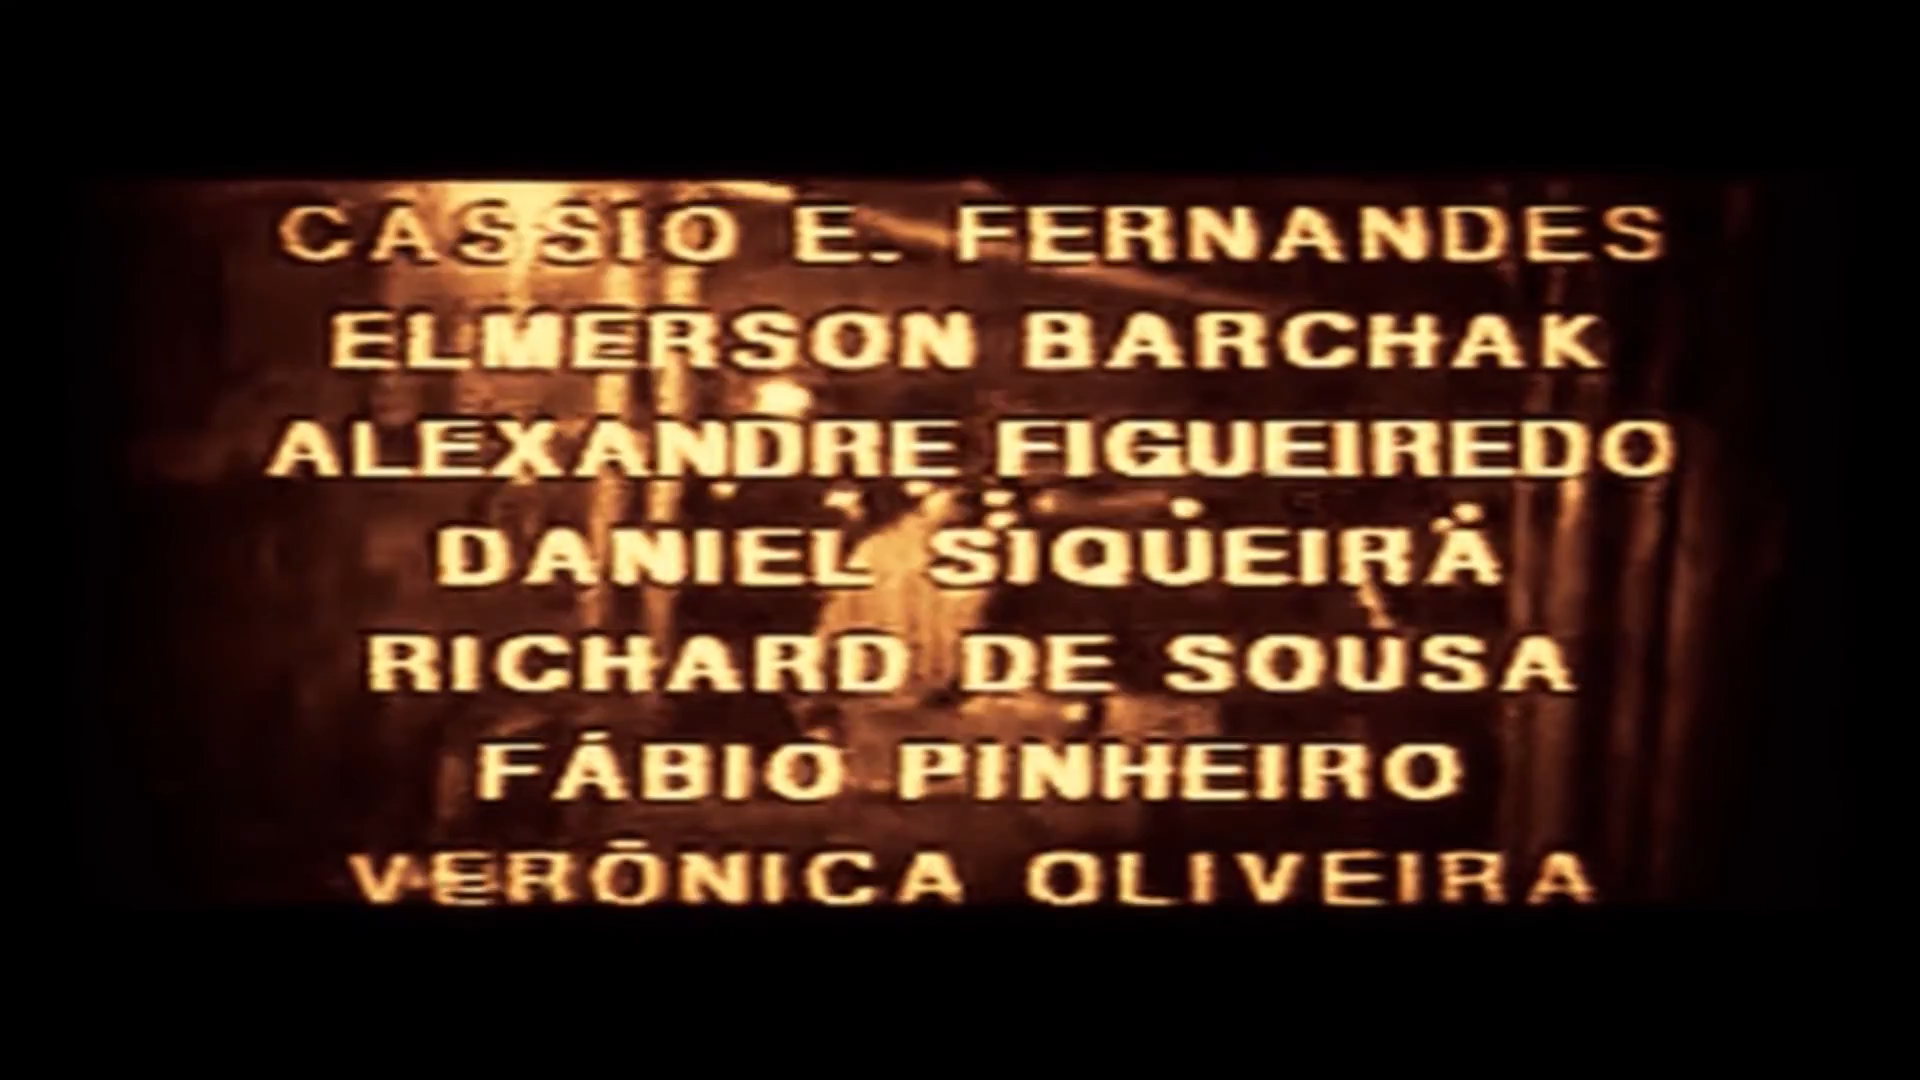 CASSIO E. FERNANDES
ELMERSON BARCHAK
ALEXANDRE FIGUEIREDO
DANIEL SIQUEIRA
RICHARD DE SOUSA
FÁBIO PINHEIRO
VERÔNICA OLIVEIRA